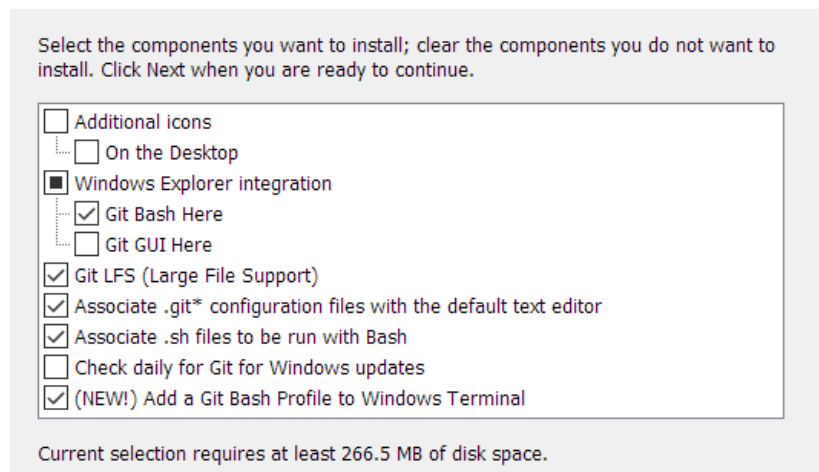 Select the components you want to install; clear the components you do not want to
install. Click Next when you are ready to continue.
Additional icons
On the Desktop
Windows Explorer integration
Git Bash Here
Git GUI Here
Git LFS (Large File Support)
Associate .git* configuration files with the default text editor
Associate .sh files to be run with Bash
Check daily for Git for Windows updates
(NEW!) Add a Git Bash Profile to Windows Terminal
Current selection requires at least 266.5 MB of disk space.